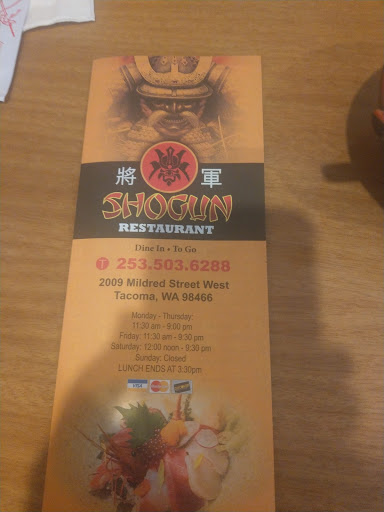 將 軍
SHOGUN
RESTAURANT
Dine In • To Go
T 253.503.6288
2009 Mildred Street West
Tacoma, WA 98466
Monday - Thursday:
11:30 am - 9:00 pm
Friday: 11:30 am - 9:30 pm
Saturday: 12:00 noon - 9:30 pm
Sunday: Closed
LUNCH ENDS AT 3:30pm
VISA